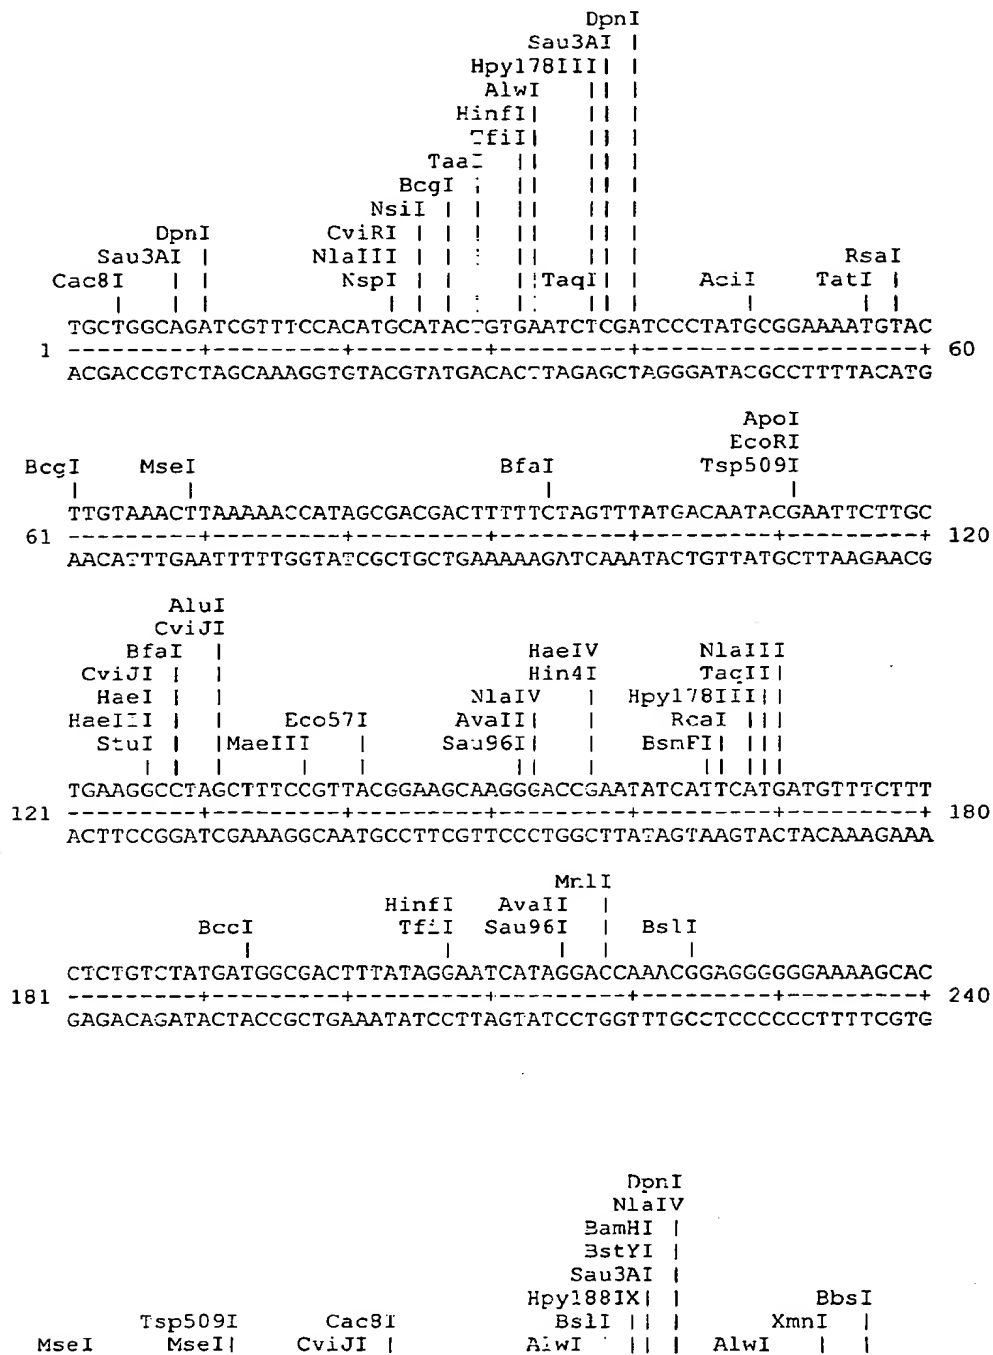 DpnI
Sau3AI
Hpy178III
AlwI
HinfI
TfiI
TaaI
BcgI
NsiI
DpnI CviRI
Sau3AI NlaIII RsaI
Cac8I NspI TaqI AciI TatI
TGCTGGCAGATCGTTTCCACATGCATACTGTGAATCTCGATCCCTATGCGGAAAATGTAC
1 ---------+---------+---------+---------+---------+---------+ 60
ACGACCGTCTAGCAAAGGTGTACGTATGACACTTAGAGCTAGGGATACGCCTTTTACATG
ApoI
EcoRI
BcgI MseI BfaI Tsp509I
TTGTAAACTTAAAAACCATAGCGACGACTTTTTCTAGTTTATGACAATACGAATTCTTGC
61 ---------+---------+---------+---------+---------+---------+ 120
AACATTTGAATTTTTGGTATCGCTGCTGAAAAAGATCAAATACTGTTATGCTTAAGAACG
AluI
CviJI
BfaI HaeIV NlaIII
CviJI Hin4I TaqII
HaeI NlaIV Hpy178III
HaeIII Eco57I AvaII RcaI
StuI MaeIII Sau96I BsmFI
TGAAGGCCTAGCTTTCCGTTACGGAAGCAAGGGACCGAATATCATTCATGATGTTTCTTT
121 ---------+---------+---------+---------+---------+---------+ 180
ACTTCCGGATCGAAAGGCAATGCCTTCGTTCCCTGGCTTATAGTAAGTACTACAAAGAAA
MnlI
HinfI AvaII
BccI TfiI Sau96I BslI
CTCTGTCTATGATGGCGACTTTATAGGAATCATAGGACCAAACGGAGGGGGGAAAAGCAC
181 ---------+---------+---------+---------+---------+---------+ 240
GAGACAGATACTACCGCTGAAATATCCTTAGTATCCTGGTTTGCCTCCCCCCTTTTCGTG
DpnI
NlaIV
BamHI
BstYI
Sau3AI
Hpy188IX BbsI
Tsp509I Cac8I BslI XmnI
MseI MseI CviJI AlwI AlwI